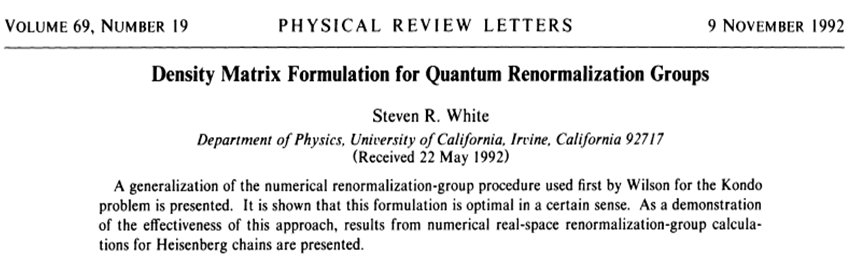 VOLUME 69, NUMBER 19 PHYSICAL REVIEW LETTERS 9 NOVEMBER 1992
Density Matrix Formulation for Quantum Renormalization Groups
Steven R. White
Department of Physics, University of California, Irvine, California 92717
(Received 22 May 1992)
A generalization of the numerical renormalization-group procedure used first by Wilson for the Kondo
problem is presented. It is shown that this formulation is optimal in a certain sense. As a demonstration
of the effectiveness of this approach, results from numerical real-space renormalization-group calcula-
tions for Heisenberg chains are presented.